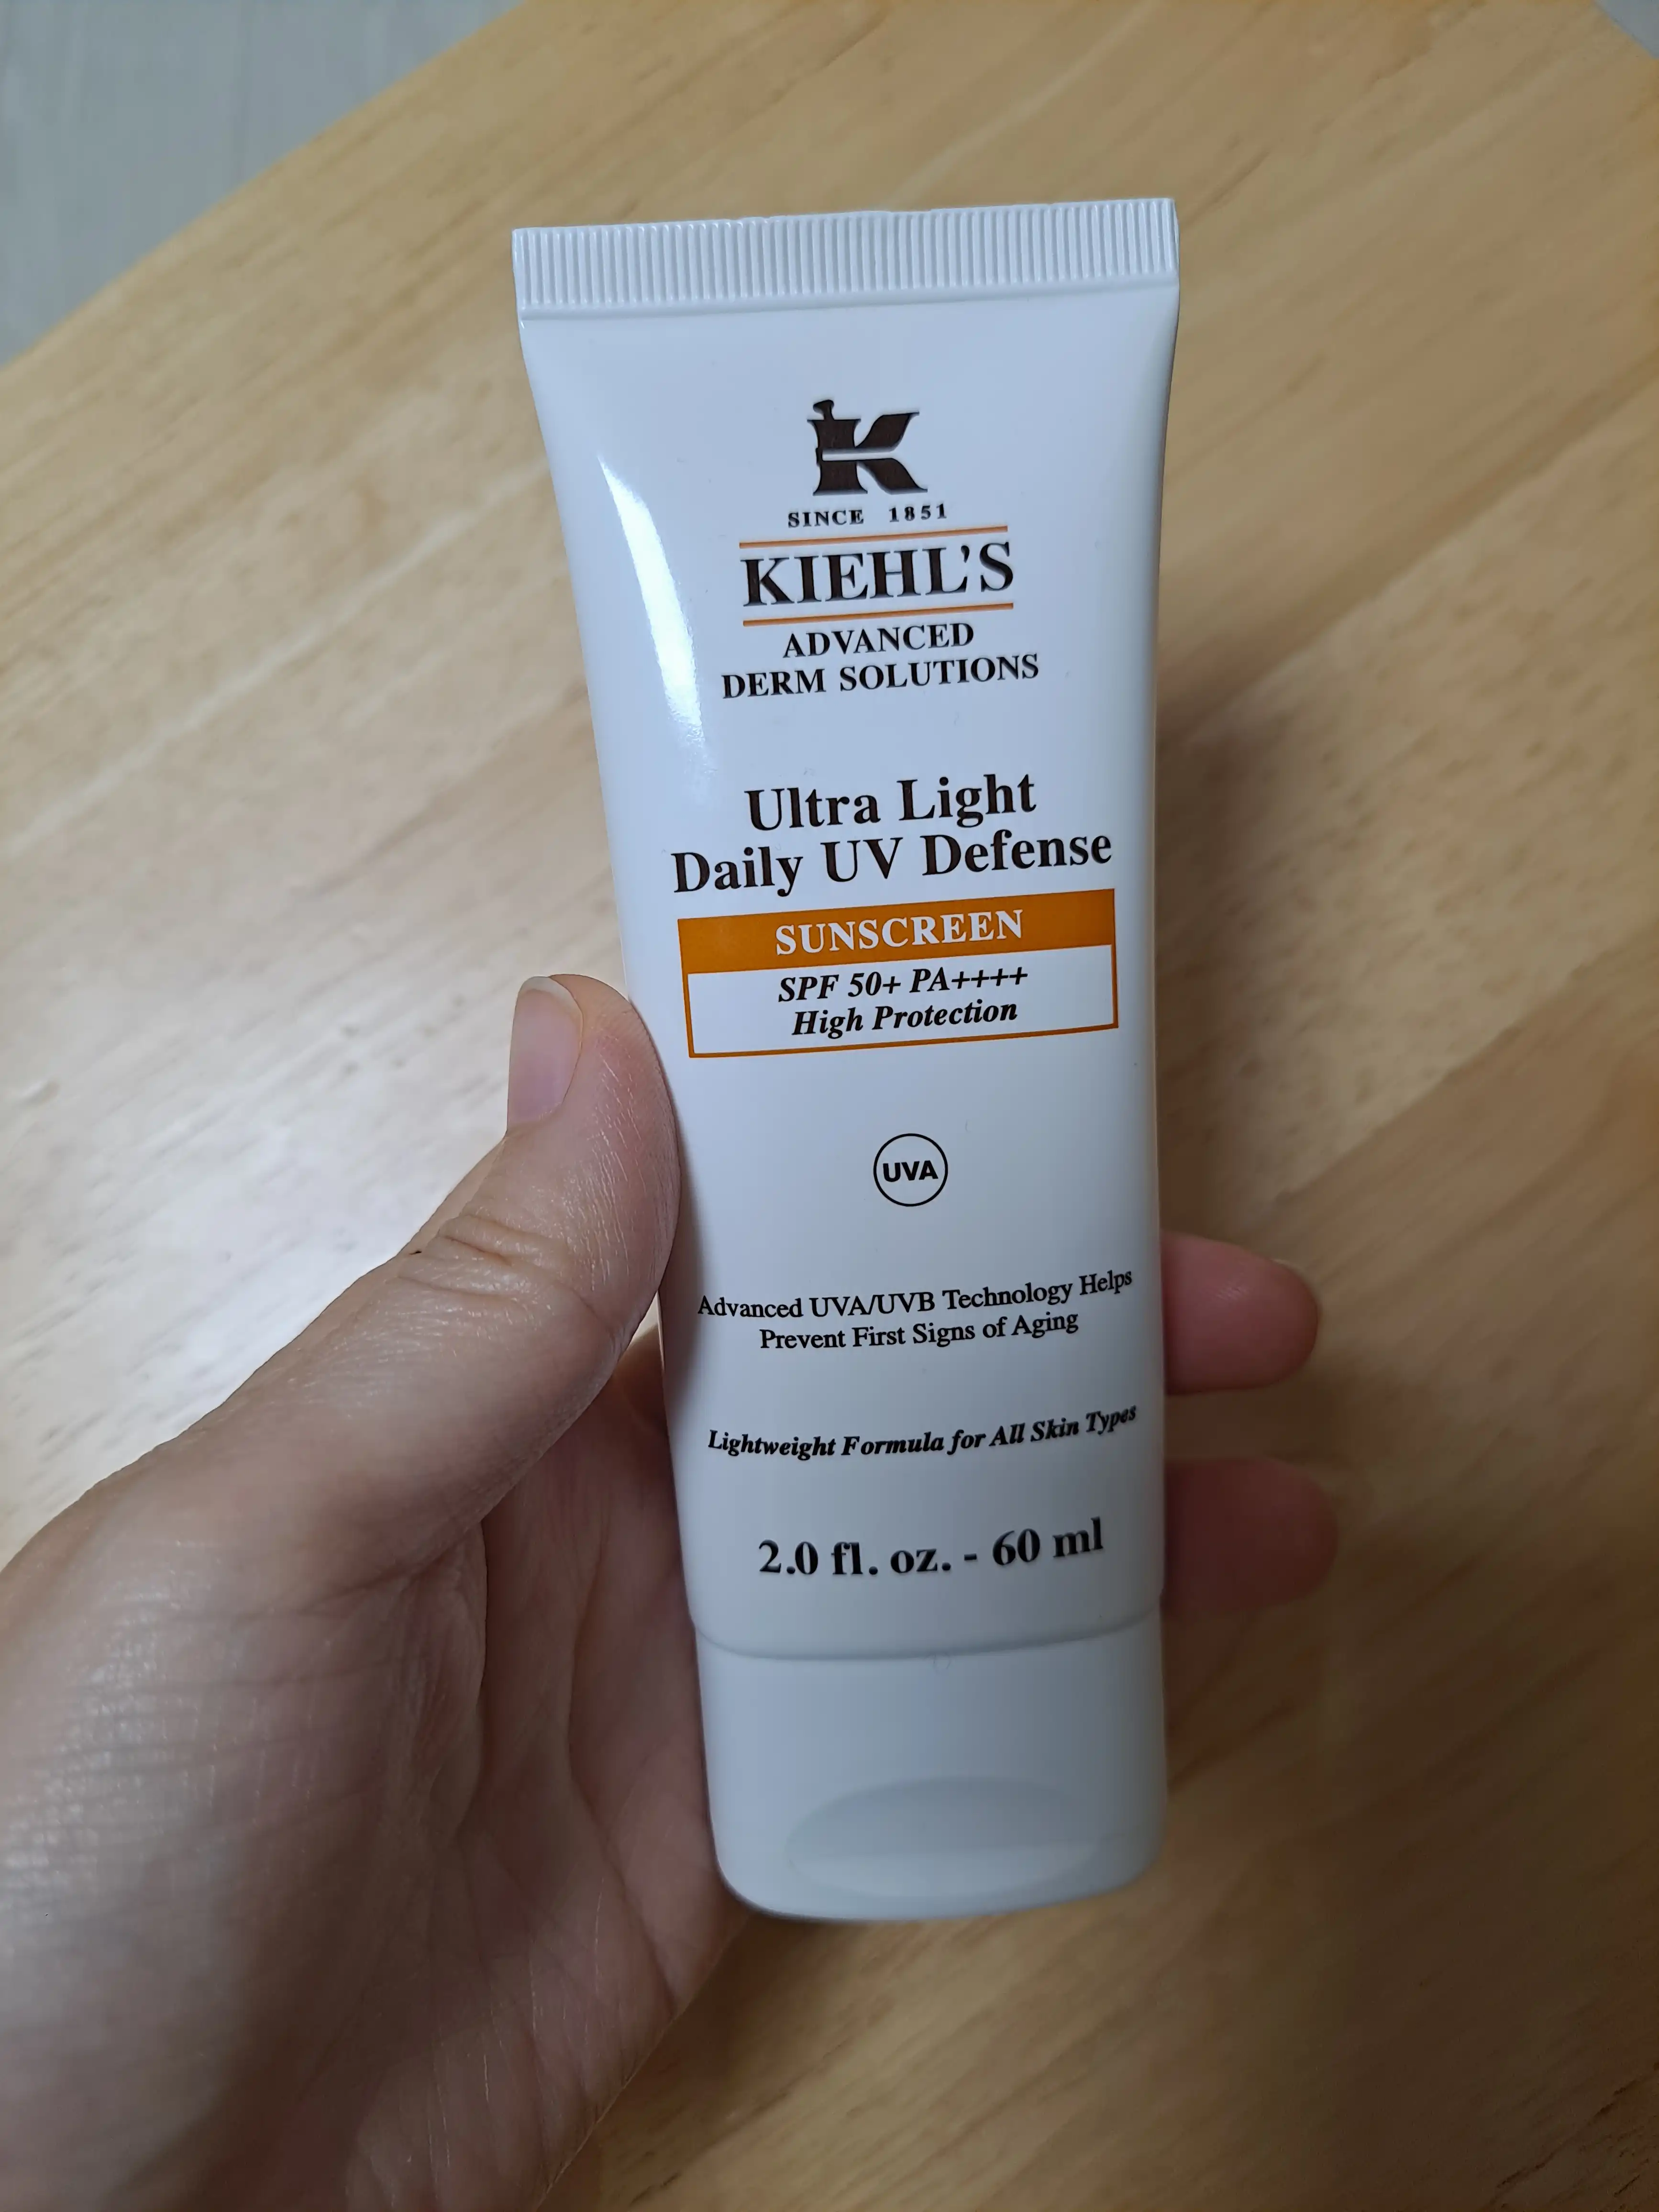 K
SINCE 1851
KIEHL'S
ADVANCED
DERM SOLUTIONS
Ultra Light
Daily UV Defense
SUNSCREEN
SPF 50+ PA++++
High Protection
UVA
Advanced UVA/UVB Technology Helps
Prevent First Signs of Aging
Lightweight Formula for All Skin Types
2.0 fl. oz. - 60 ml